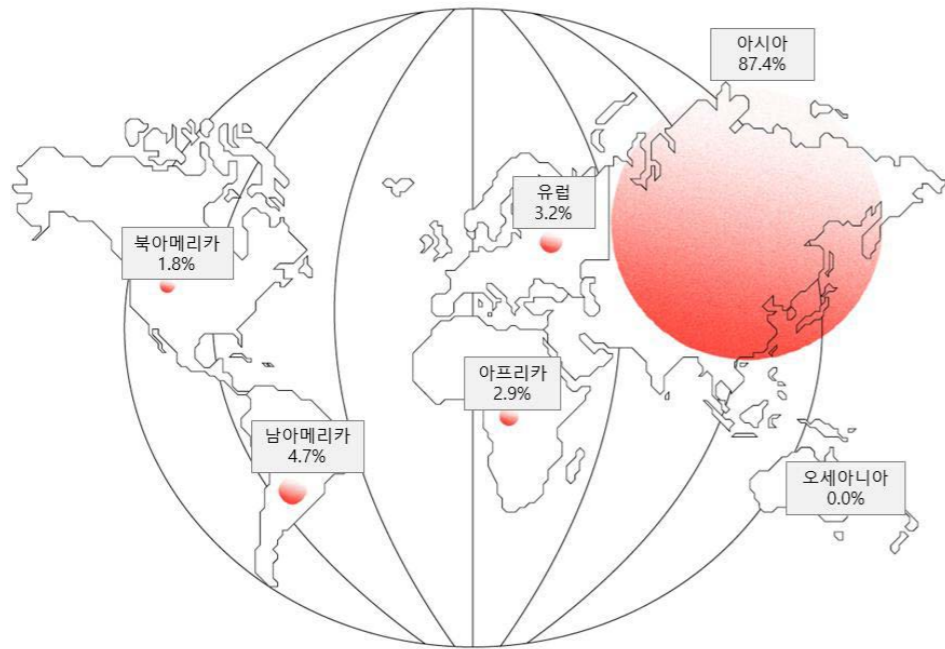 아시아
87.4%
유럽
3.2%
북아메리카
1.8%
아프리카
2.9%
남아메리카
4.7%
오세아니아
0.0%